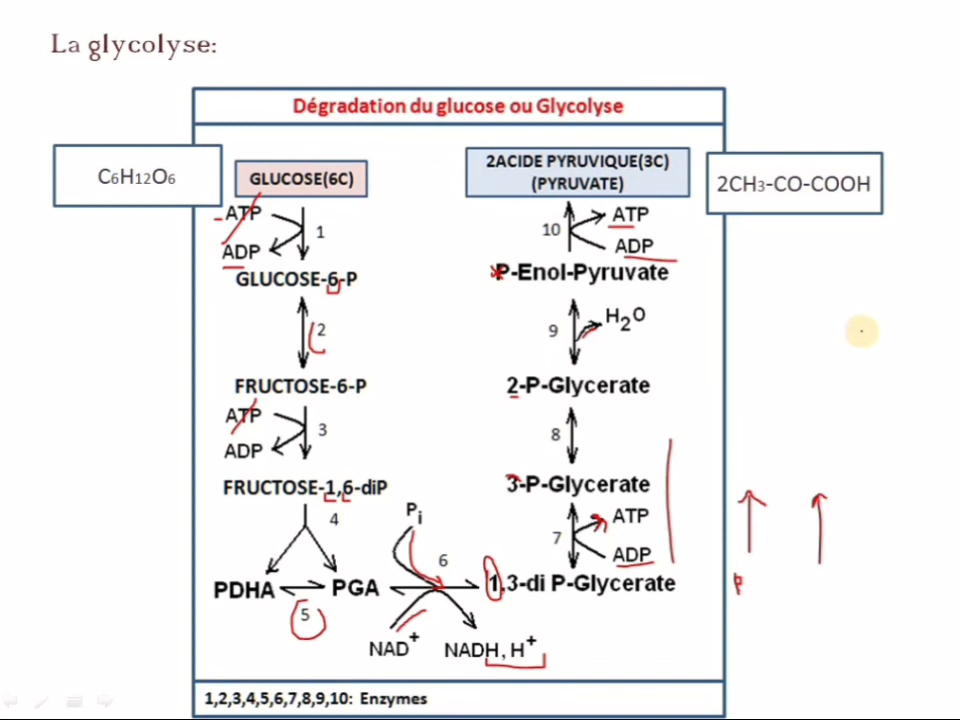 La glycolyse:
Dégradation du glucose ou Glycolyse
C6H12O6
GLUCOSE(6C)
ATP
ADP
1
GLUCOSE-6-P
2
FRUCTOSE-6-P
ATP
ADP
3
FRUCTOSE-1,6-diP
4
PDHA
PGA
5
Pi
6
NAD+
NADH, H+
2ACIDE PYRUVIQUE(3C)
(PYRUVATE)
2CH3-CO-COOH
10
ATP
ADP
P-Enol-Pyruvate
9
H2O
2-P-Glycerate
8
3-P-Glycerate
7
ATP
ADP
1,3-di P-Glycerate
P
1,2,3,4,5,6,7,8,9,10: Enzymes